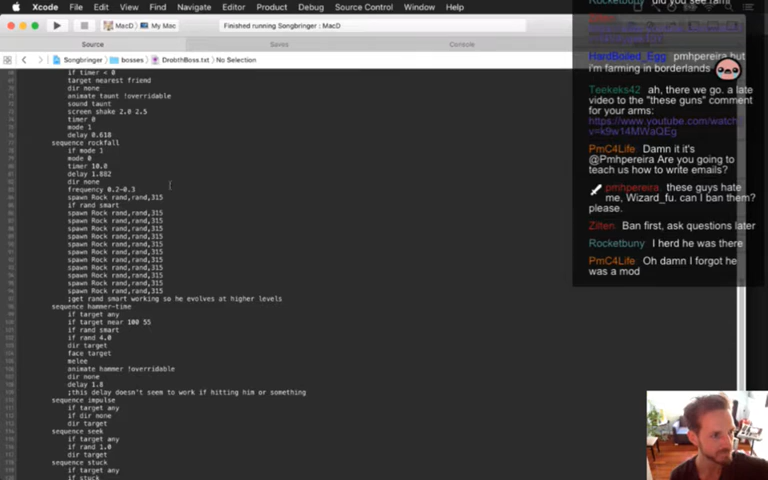 Xcode File Edit View Find Navigate Editor Product Debug Integrate Source Control Window Help
MacD My Mac
Finished running Songbringer : MacD
Source Saved Console
Songbringer bosses DrobthBoss.txt No Selection
if timer < 0
target nearest friend
dir none
animate taunt !overridable
sound taunt
screen shake 2.0 2.5
timer 0
mode 1
delay 0.618
sequence rockfall
if mode 1
mode 0
timer 10.0
delay 1.882
dir none
frequency 0.2~0.3
spawn Rock rand,rand,315
if rand smart
spawn Rock rand,rand,315
spawn Rock rand,rand,315
spawn Rock rand,rand,315
spawn Rock rand,rand,315
spawn Rock rand,rand,315
spawn Rock rand,rand,315
spawn Rock rand,rand,315
spawn Rock rand,rand,315
spawn Rock rand,rand,315
spawn Rock rand,rand,315
spawn Rock rand,rand,315
;get rand smart working so he evolves at higher levels
sequence hammer-time
if target any
if target near 100 55
if rand smart
if rand 4.0
dir target
face target
melee
animate hammer !overridable
dir none
delay 1.8
;this delay doesn't seem to work if hitting him or something
sequence impulse
if target any
if dir none
dir target
sequence seek
if target any
if rand 1.0
dir target
sequence stuck
if target any
if stuck
HardBoiled_Egg: pmhpereira but
i'm farming in borderlands
Teekeks42 ah, there we go. a late
video to the "these guns" comment
for your arms:
https://www.youtube.com/watch?
v=k9w14MWaQEg
PmC4Life Damn it it's
@Pmhpereira Are you going to
teach us how to write emails?
pmhpereira: these guys hate
me, Wizard_fu. can I ban them?
please.
Zilten: Ban first, ask questions later
Rocketbuny I herd he was there
PmC4Life Oh damn I forgot he
was a mod